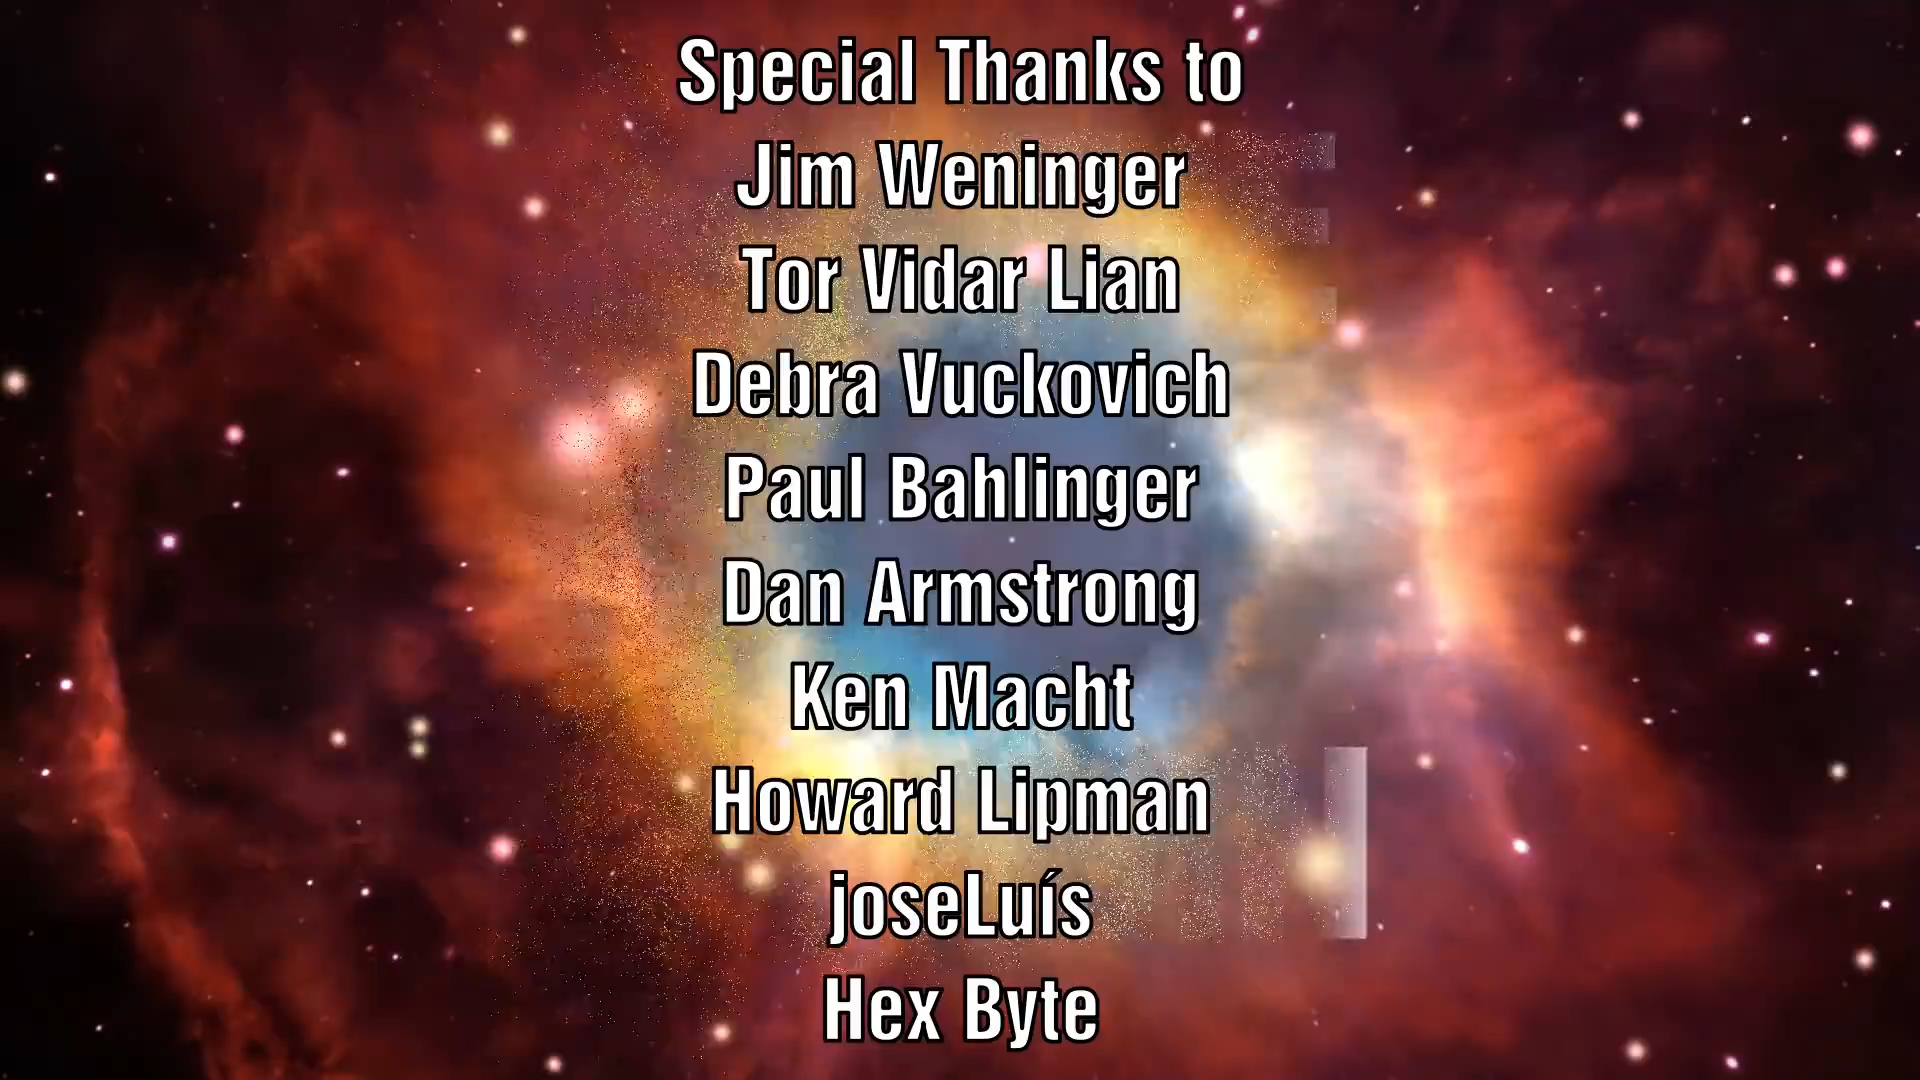 Special Thanks to
Jim Weninger
Tor Vidar Lian
Debra Vuckovich
Paul Bahlinger
Dan Armstrong
Ken Macht
Howard Lipman
joseLuís
Hex Byte